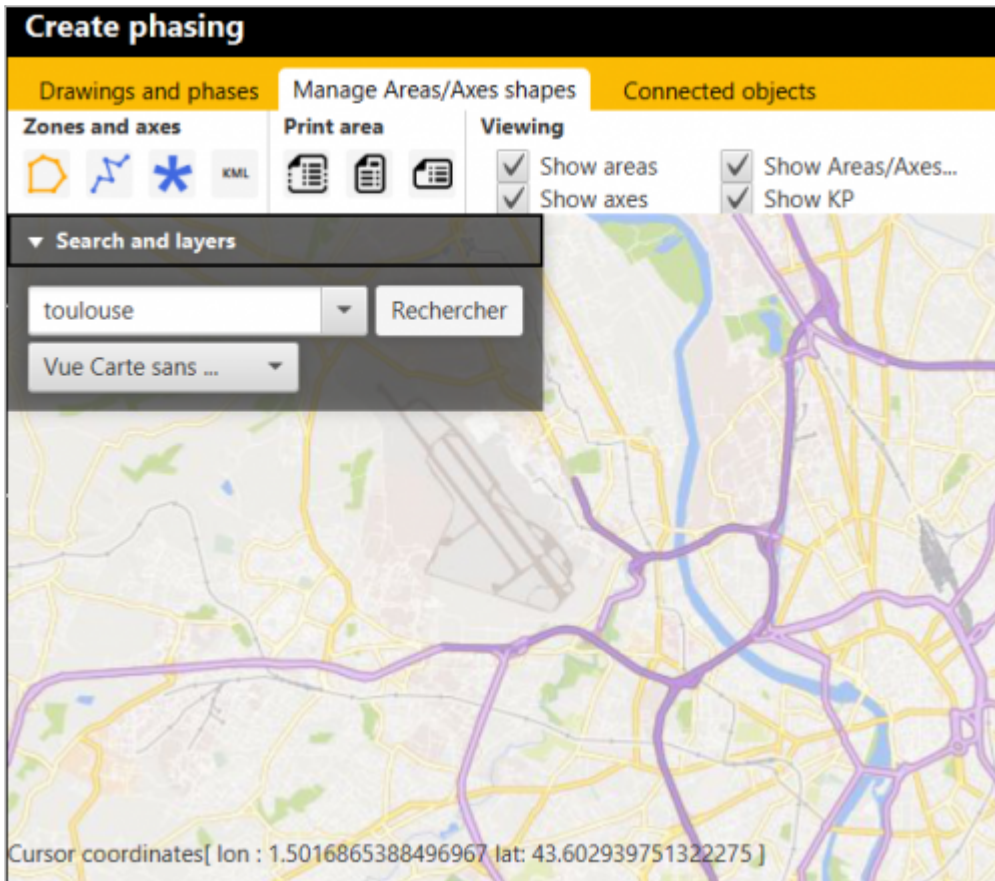 Create phasing
Drawings and phases Manage Areas/Axes shapes Connected objects
Zones and axes Print area Viewing
KML Show areas Show Areas/Axes...
Show axes Show KP
Search and layers
toulouse Rechercher
Vue Carte sans ...
Cursor coordinates[ lon : 1.5016865388496967 lat: 43.602939751322275 ]